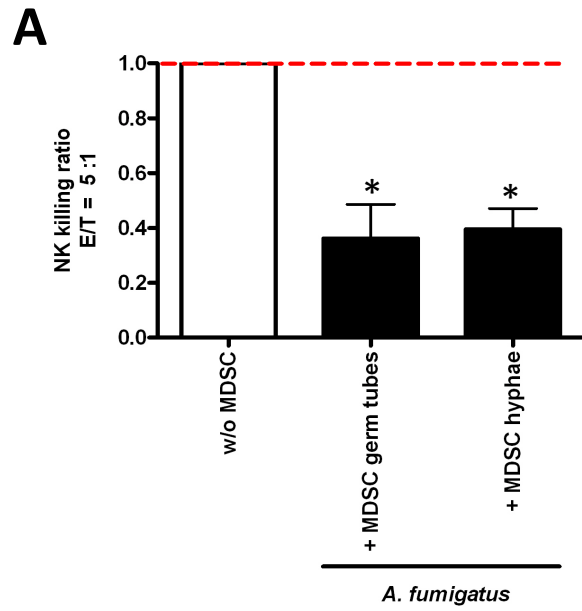 A
NK killing ratio
E/T = 5 :1
1.0
0.8
0.6
0.4
0.2
0.0
*
*
w/o MDSC
+ MDSC germ tubes
+ MDSC hyphae
A. fumigatus